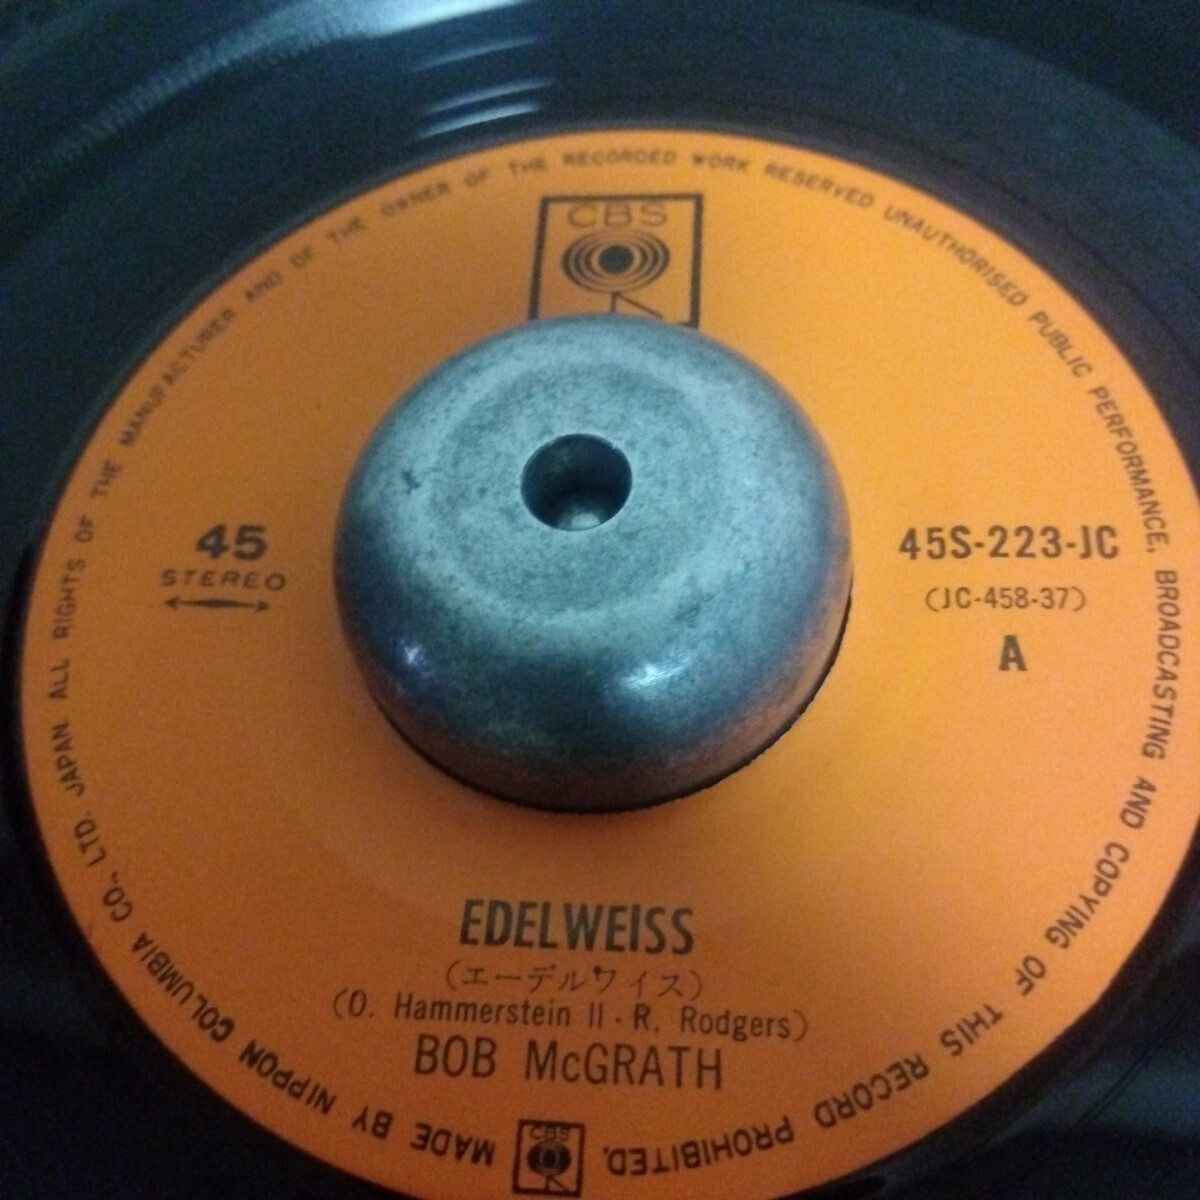 CBS
45
STEREO
45S-223-JC
(JC-458-37)
A
EDELWEISS
(エーデルワイス)
(O. Hammerstein II - R. Rodgers)
BOB McGRATH
MADE BY NIPPON COLUMBIA CO., LTD. JAPAN ALL RIGHTS OF THE MANUFACTURER AND OF THE OWNER OF THE RECORDED WORK RESERVED UNAUTHORISED PUBLIC PERFORMANCE, BROADCASTING AND COPYING OF THIS RECORD PROHIBITED.
CBS